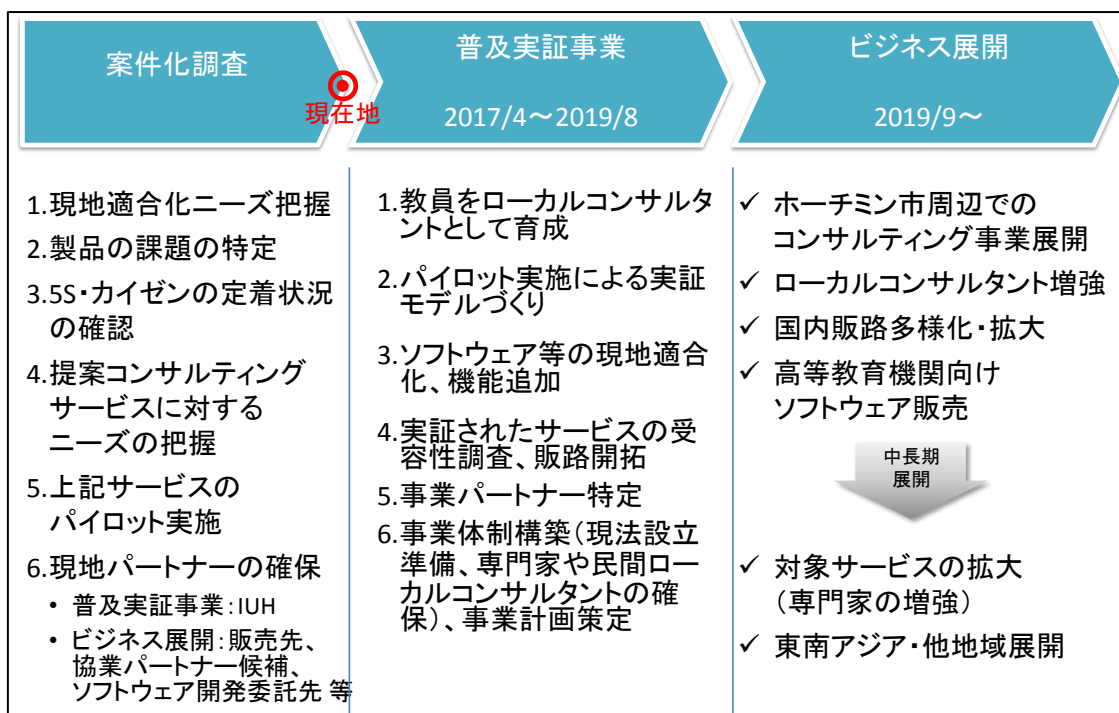 案件化調査
現在地
普及実証事業
2017/4～2019/8
ビジネス展開
2019/9～
1.現地適合化ニーズ把握
2.製品の課題の特定
3.5S・カイゼンの定着状況
の確認
4.提案コンサルティング
サービスに対する
ニーズの把握
5.上記サービスの
パイロット実施
6.現地パートナーの確保
• 普及実証事業：IUH
• ビジネス展開：販売先、
協業パートナー候補、
ソフトウェア開発委託先 等
1.教員をローカルコンサルタ
ントとして育成
2.パイロット実施による実証
モデルづくり
3.ソフトウェア等の現地適合
化、機能追加
4.実証されたサービスの受
容性調査、販路開拓
5.事業パートナー特定
6.事業体制構築（現法設立
準備、専門家や民間ロー
カルコンサルタントの確
保）、事業計画策定
✓ ホーチミン市周辺での
コンサルティング事業展開
✓ ローカルコンサルタント増強
✓ 国内販路多様化・拡大
✓ 高等教育機関向け
ソフトウェア販売
中長期
展開
✓ 対象サービスの拡大
（専門家の増強）
✓ 東南アジア・他地域展開